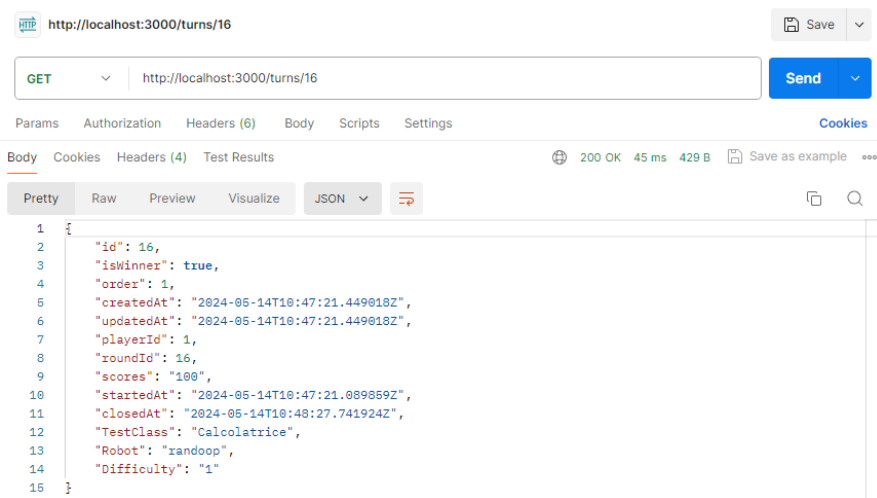 HTTP http://localhost:3000/turns/16 Save
GET http://localhost:3000/turns/16 Send
Params Authorization Headers (6) Body Scripts Settings Cookies
Body Cookies Headers (4) Test Results 200 OK 45 ms 429 B Save as example
Pretty Raw Preview Visualize JSON
1 {
2 "id": 16,
3 "isWinner": true,
4 "order": 1,
5 "createdAt": "2024-05-14T10:47:21.449018Z",
6 "updatedAt": "2024-05-14T10:47:21.449018Z",
7 "playerId": 1,
8 "roundId": 16,
9 "scores": "100",
10 "startedAt": "2024-05-14T10:47:21.089859Z",
11 "closedAt": "2024-05-14T10:48:27.741924Z",
12 "TestClass": "Calcolatrice",
13 "Robot": "randoop",
14 "Difficulty": "1"
15 }